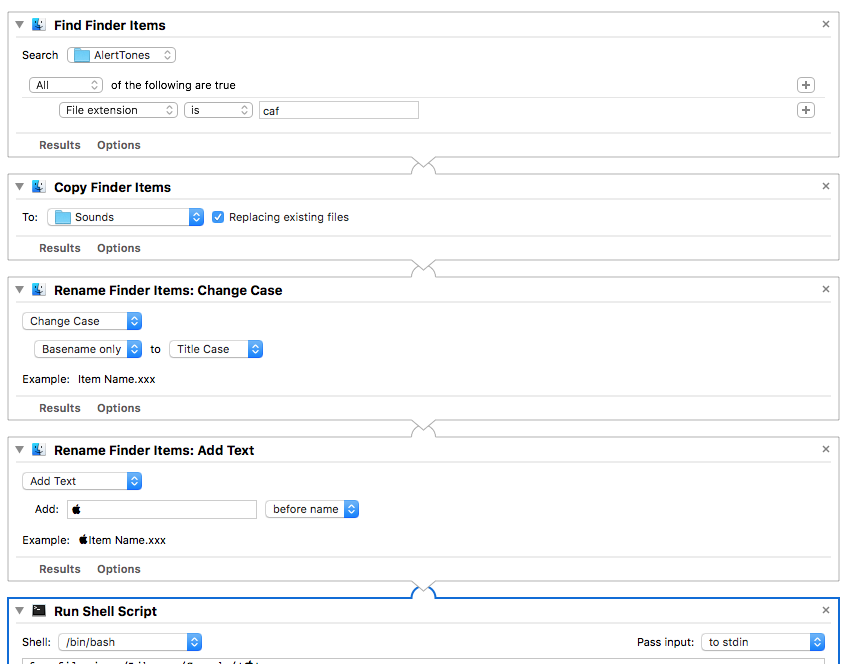 Find Finder Items
Search AlertTones
All of the following are true
File extension is caf
Results Options
Copy Finder Items
To: Sounds Replacing existing files
Results Options
Rename Finder Items: Change Case
Change Case
Basename only to Title Case
Example: Item Name.xxx
Results Options
Rename Finder Items: Add Text
Add Text
Add:  before name
Example: Item Name.xxx
Results Options
Run Shell Script
Shell: /bin/bash Pass input: to stdin